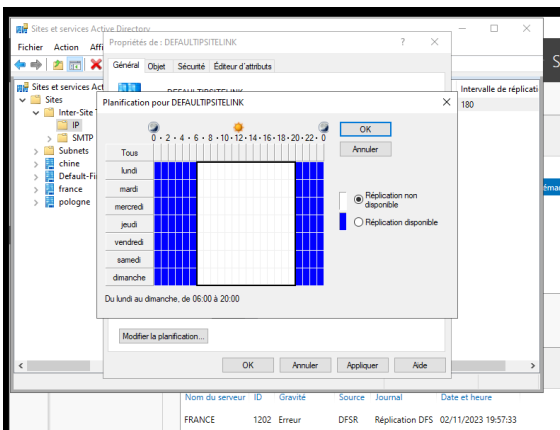 Sites et services Active Directory
Fichier Action Affi
Propriétés de : DEFAULTIPSITELINK ? ×
Général Objet Sécurité Éditeur d'attributs
DEFAULTIPSITELINK
Sites et services Act
Sites
Inter-Site
IP
SMTP
Subnets
chine
Default-Fi
france
pologne
Intervalle de réplicati
180
Planification pour DEFAULTIPSITELINK
0 · 2 · 4 · 6 · 8 · 10 · 12 · 14 · 16 · 18 · 20 · 22 · 0
Tous
lundi
mardi
mercredi
jeudi
vendredi
samedi
dimanche
OK
Annuler
Réplication non
disponible
Réplication disponible
Du lundi au dimanche, de 06:00 à 20:00
Modifier la planification...
OK Annuler Appliquer Aide
S
émar
Nom du serveur ID Gravité Source Journal Date et heure
FRANCE 1202 Erreur DFSR Réplication DFS 02/11/2023 19:57:33